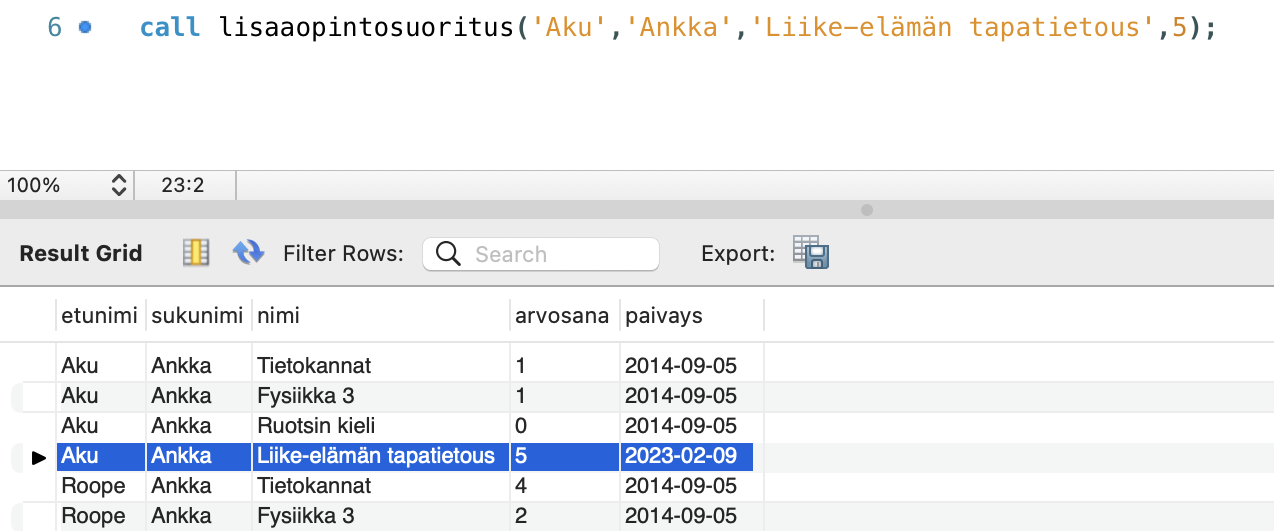 6 call lisaaopintosuoritus('Aku','Ankka','Liike-elämän tapatietous',5);
100% 23:2
Result Grid Filter Rows: Search Export:
etunimi sukunimi nimi arvosana paivays
Aku Ankka Tietokannat 1 2014-09-05
Aku Ankka Fysiikka 3 1 2014-09-05
Aku Ankka Ruotsin kieli 0 2014-09-05
Aku Ankka Liike-elämän tapatietous 5 2023-02-09
Roope Ankka Tietokannat 4 2014-09-05
Roope Ankka Fysiikka 3 2 2014-09-05